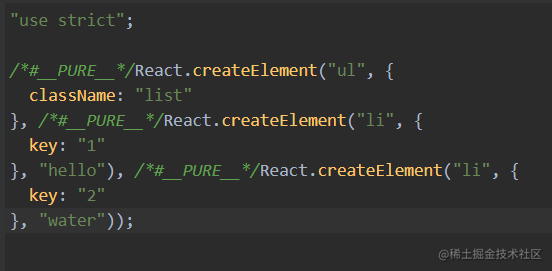 "use strict";
/*#__PURE__*/React.createElement("ul", {
  className: "list"
}, /*#__PURE__*/React.createElement("li", {
  key: "1"
}, "hello"), /*#__PURE__*/React.createElement("li", {
  key: "2"
}, "water"));
@稀土掘金技术社区